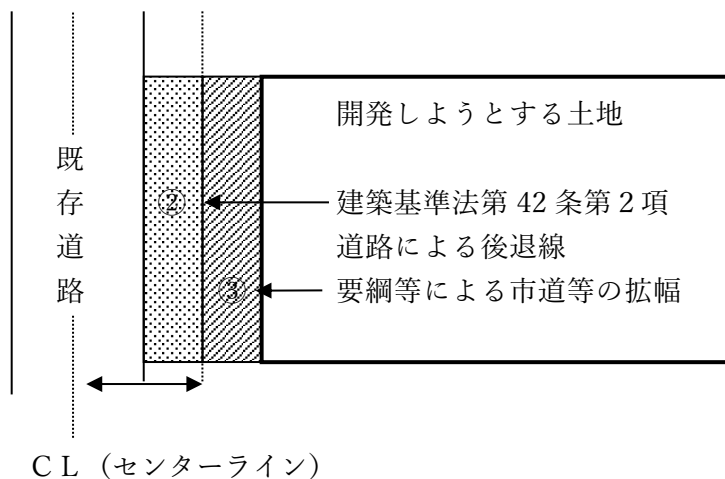 開発しようとする土地
既存道路
②
建築基準法第 42 条第 2 項
道路による後退線
③
要綱等による市道等の拡幅
ＣＬ（センターライン）